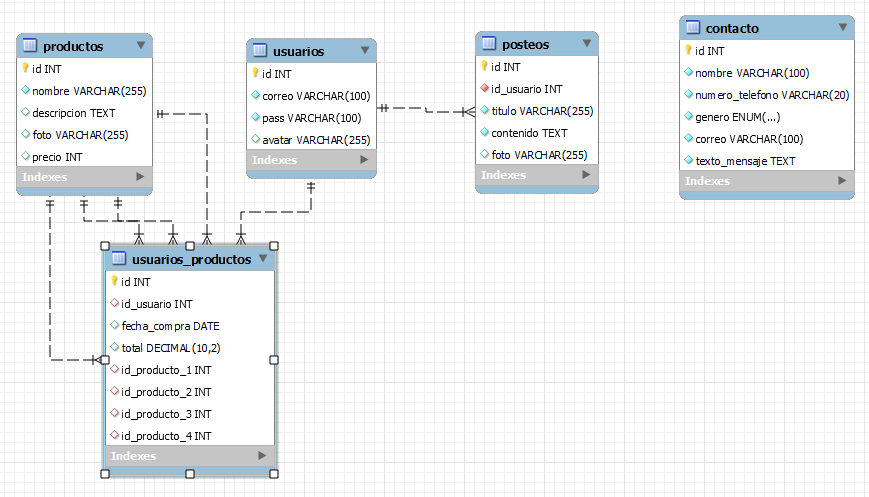 productos
id INT
nombre VARCHAR(255)
descripcion TEXT
foto VARCHAR(255)
precio INT
Indexes
usuarios
id INT
correo VARCHAR(100)
pass VARCHAR(100)
avatar VARCHAR(255)
Indexes
posteos
id INT
id_usuario INT
titulo VARCHAR(255)
contenido TEXT
foto VARCHAR(255)
Indexes
contacto
id INT
nombre VARCHAR(100)
numero_telefono VARCHAR(20)
genero ENUM(...)
correo VARCHAR(100)
texto_mensaje TEXT
Indexes
usuarios_productos
id INT
id_usuario INT
fecha_compra DATE
total DECIMAL(10,2)
id_producto_1 INT
id_producto_2 INT
id_producto_3 INT
id_producto_4 INT
Indexes